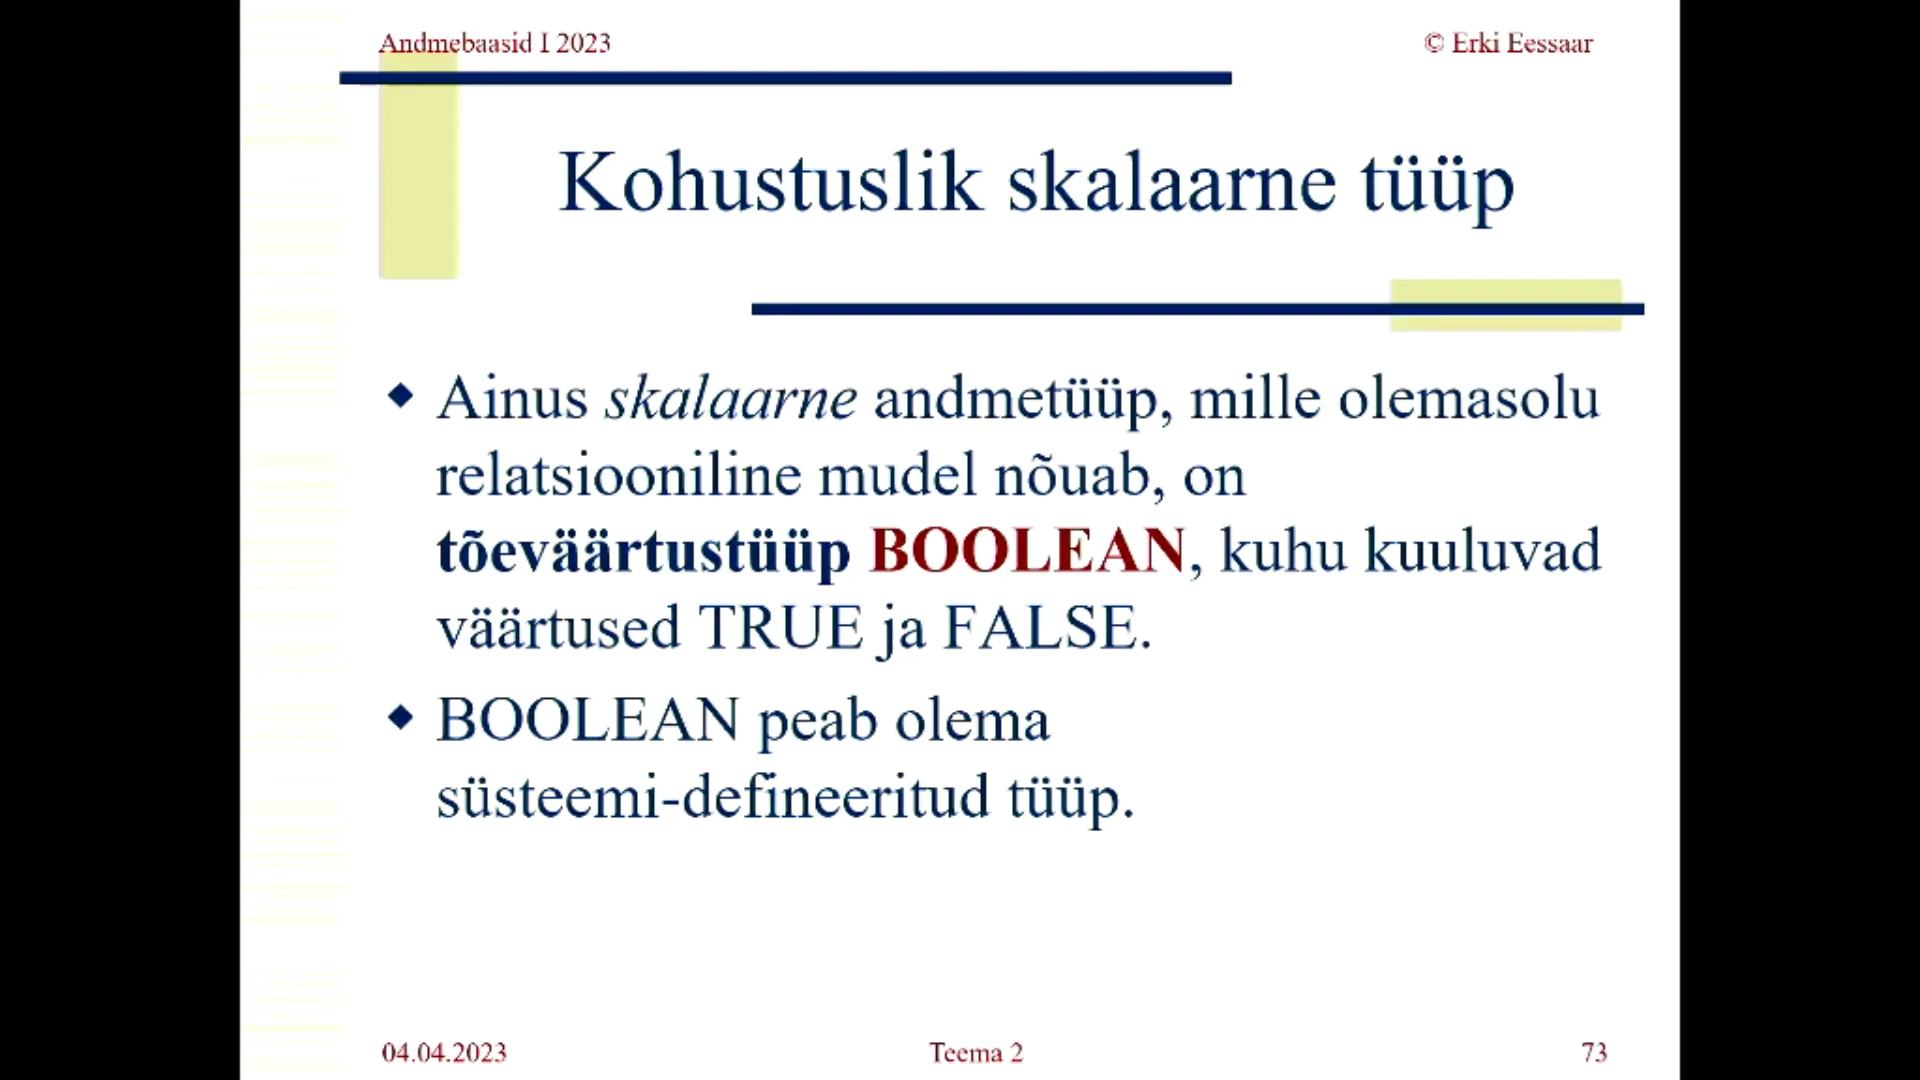 Andmebaasid I 2023
© Erki Eessaar
Kohustuslik skalaarne tüüp
Ainus skalaarne andmetüüp, mille olemasolu
relatsiooniline mudel nõuab, on
tõeväärtustüüp BOOLEAN, kuhu kuuluvad
väärtused TRUE ja FALSE.
BOOLEAN peab olema
süsteemi-defineeritud tüüp.
04.04.2023
Teema 2
73